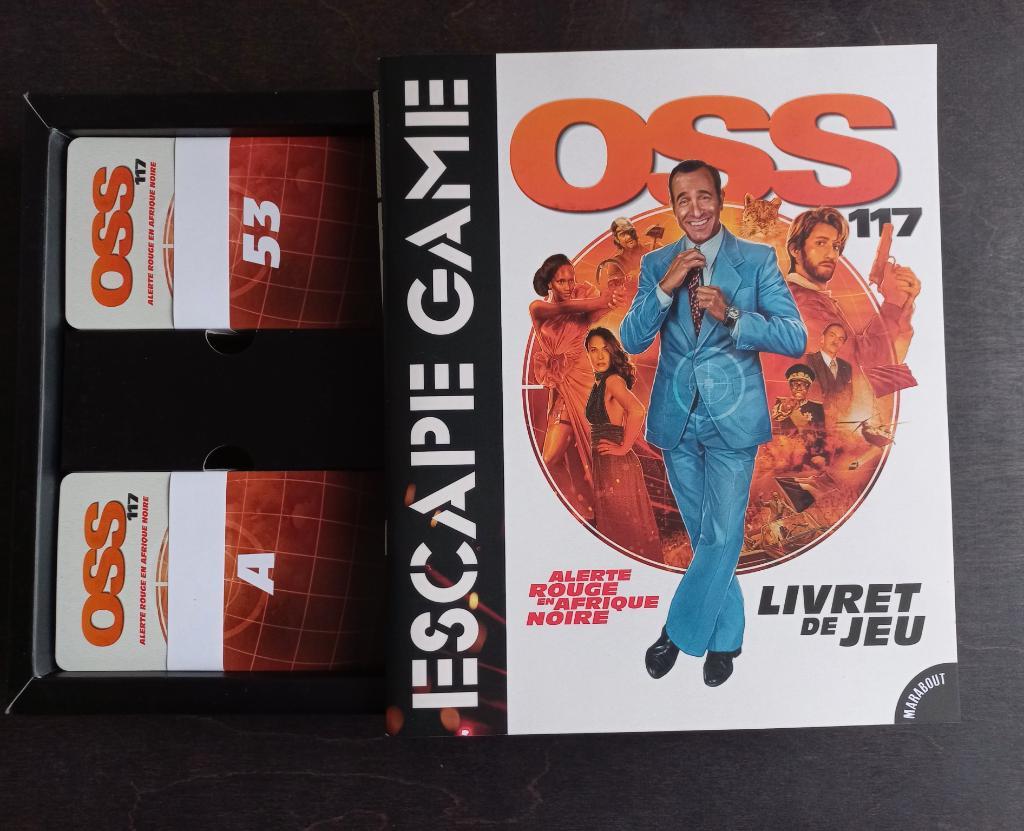 OSS
117
ALERTE ROUGE EN AFRIQUE NOIRE
53
OSS
117
ALERTE ROUGE EN AFRIQUE NOIRE
A
ESCAPE GAME
OSS
117
ALERTE
ROUGE
EN AFRIQUE
NOIRE
LIVRET
DE JEU
MARABOUT